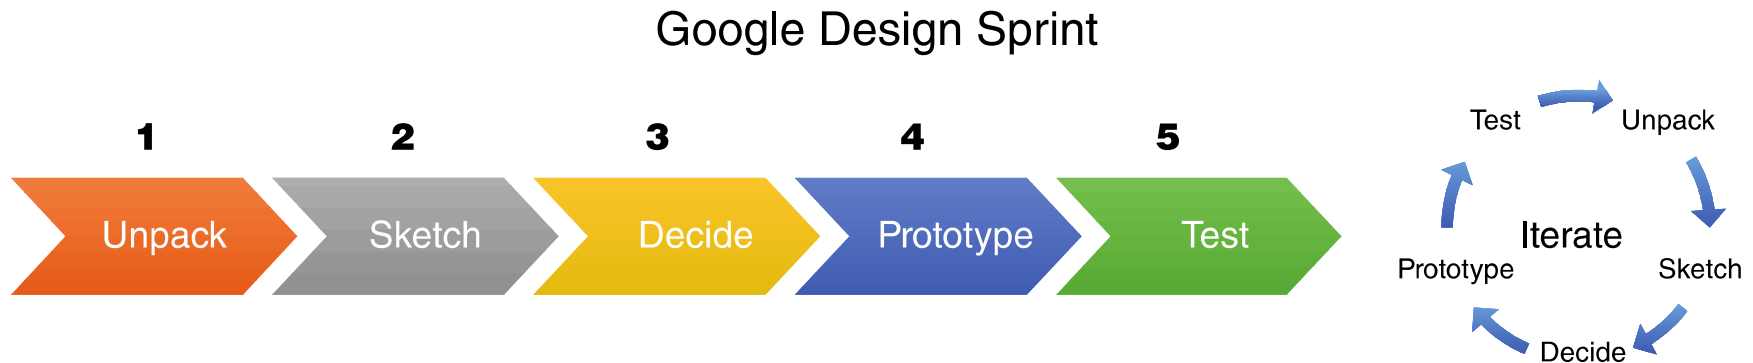 Google Design Sprint
1 2 3 4 5
Unpack Sketch Decide Prototype Test
Test Unpack
Iterate
Prototype Sketch
Decide